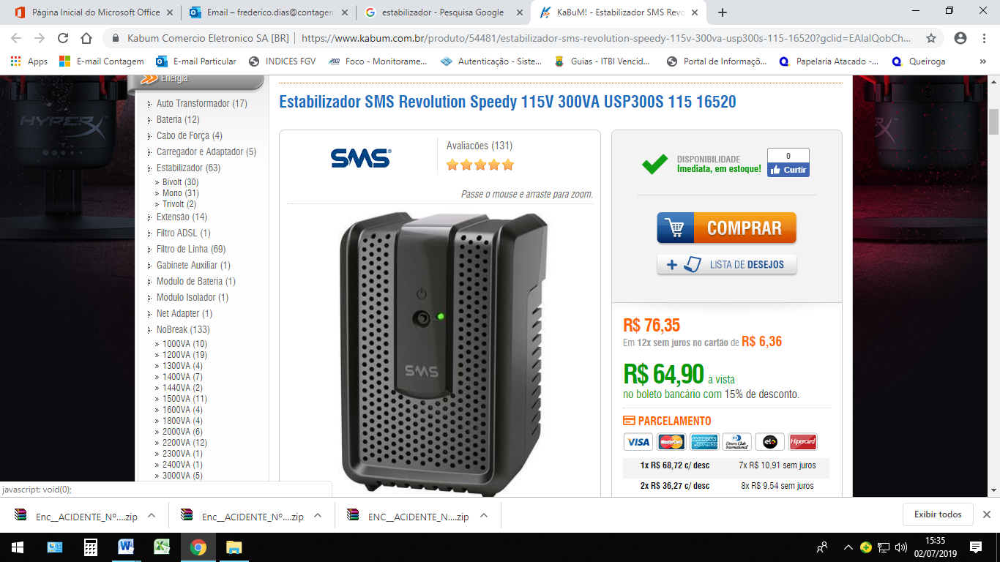 Página Inicial do Microsoft Office
Email – frederico.dias@contagem
estabilizador - Pesquisa Google
KaBuM! - Estabilizador SMS Revo
Kabum Comercio Eletronico SA [BR] | https://www.kabum.com.br/produto/54481/estabilizador-sms-revolution-speedy-115v-300va-usp300s-115-16520?gclid=EAIaIQobCh...
Apps
E-mail Contagem
E-mail Particular
INDICES FGV
Foco - Monitorame...
Autenticação - Siste...
Guias - ITBI Vencid...
Portal de Informaçõ...
Papelaria Atacado -...
Queiroga
»
Energia
Auto Transformador (17)
Bateria (12)
Cabo de Força (4)
Carregador e Adaptador (5)
Estabilizador (63)
» Bivolt (30)
» Mono (31)
» Trivolt (2)
Extensão (14)
Filtro ADSL (1)
Filtro de Linha (69)
Gabinete Auxiliar (1)
Modulo de Bateria (1)
Módulo Isolador (1)
Net Adapter (1)
NoBreak (133)
» 1000VA (10)
» 1200VA (19)
» 1300VA (4)
» 1400VA (7)
» 1440VA (2)
» 1500VA (11)
» 1600VA (4)
» 1800VA (4)
» 2000VA (6)
» 2200VA (12)
» 2300VA (1)
» 2400VA (1)
» 3000VA (5)
HYPERX
Estabilizador SMS Revolution Speedy 115V 300VA USP300S 115 16520
SMS®
Avaliacões (131)
Passe o mouse e arraste para zoom.
SMS
DISPONIBILIDADE
Imediata, em estoque!
0
Curtir
COMPRAR
+ LISTA DE DESEJOS
R$ 76,35
Em 12x sem juros no cartão de R$ 6,36
R$ 64,90 à vista
no boleto bancário com 15% de desconto.
PARCELAMENTO
VISA
MasterCard
AMERICAN EXPRESS
Diners Club International
elo
Hipercard
1x R$ 68,72 c/ desc 7x R$ 10,91 sem juros
2x R$ 36,27 c/ desc 8x R$ 9,54 sem juros
javascript: void(0);
Enc__ACIDENTE_Nº....zip
Enc__ACIDENTE_Nº....zip
ENC__ACIDENTE_N....zip
Exibir todos
15:35
02/07/2019